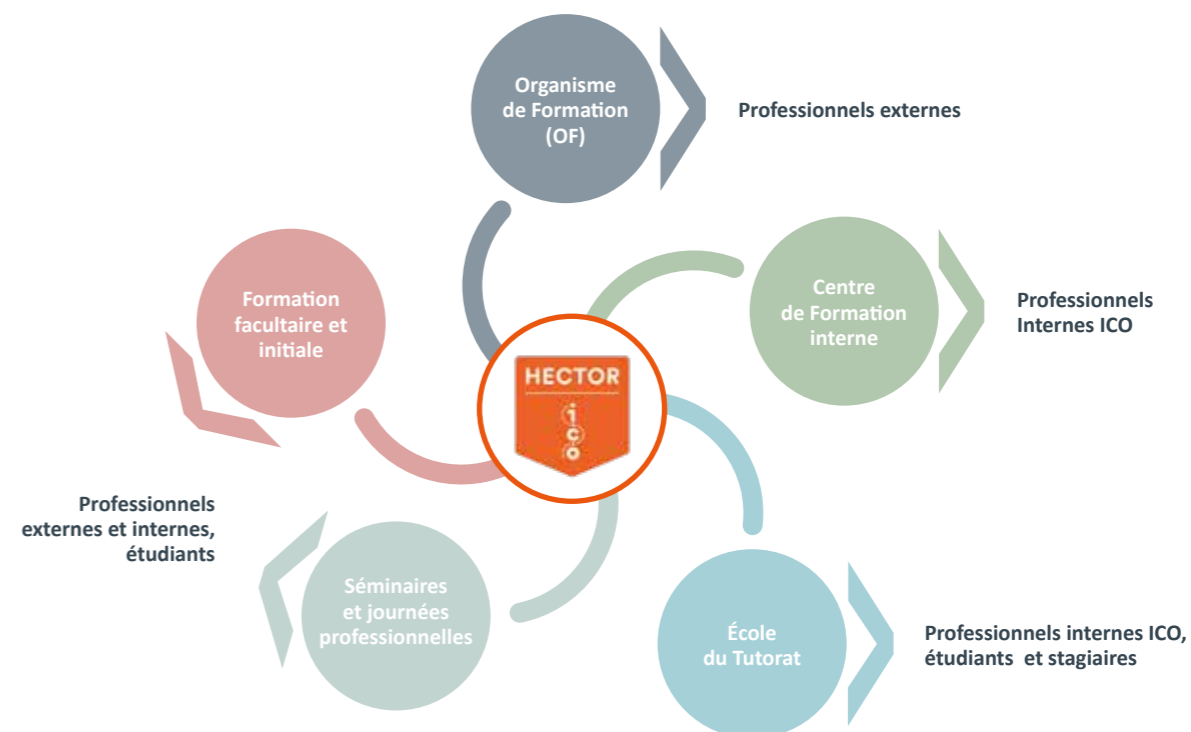 Organisme
de Formation
(OF)
Professionnels externes
Centre
de Formation
interne
Professionnels
Internes ICO
Formation
facultaire et
initiale
HECTOR
ico
Professionnels
externes et internes,
étudiants
Séminaires
et journées
professionnelles
École
du Tutorat
Professionnels internes ICO,
étudiants et stagiaires